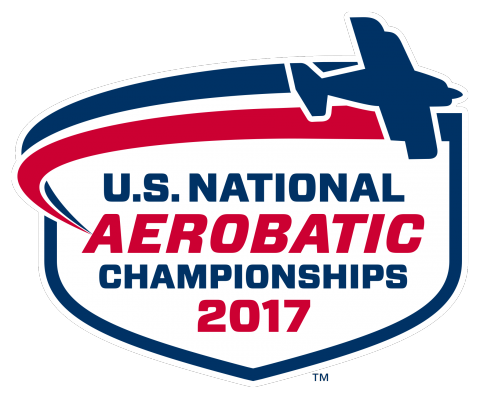 U.S. NATIONAL
AEROBATIC
CHAMPIONSHIPS
2017
TM